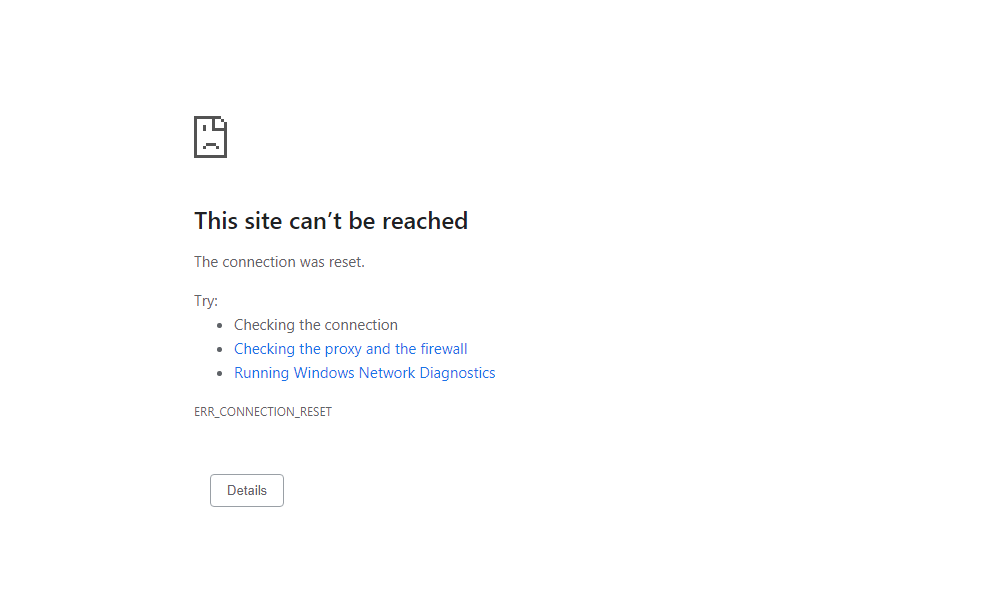 This site can’t be reached
The connection was reset.
Try:
Checking the connection
Checking the proxy and the firewall
Running Windows Network Diagnostics
ERR_CONNECTION_RESET
Details